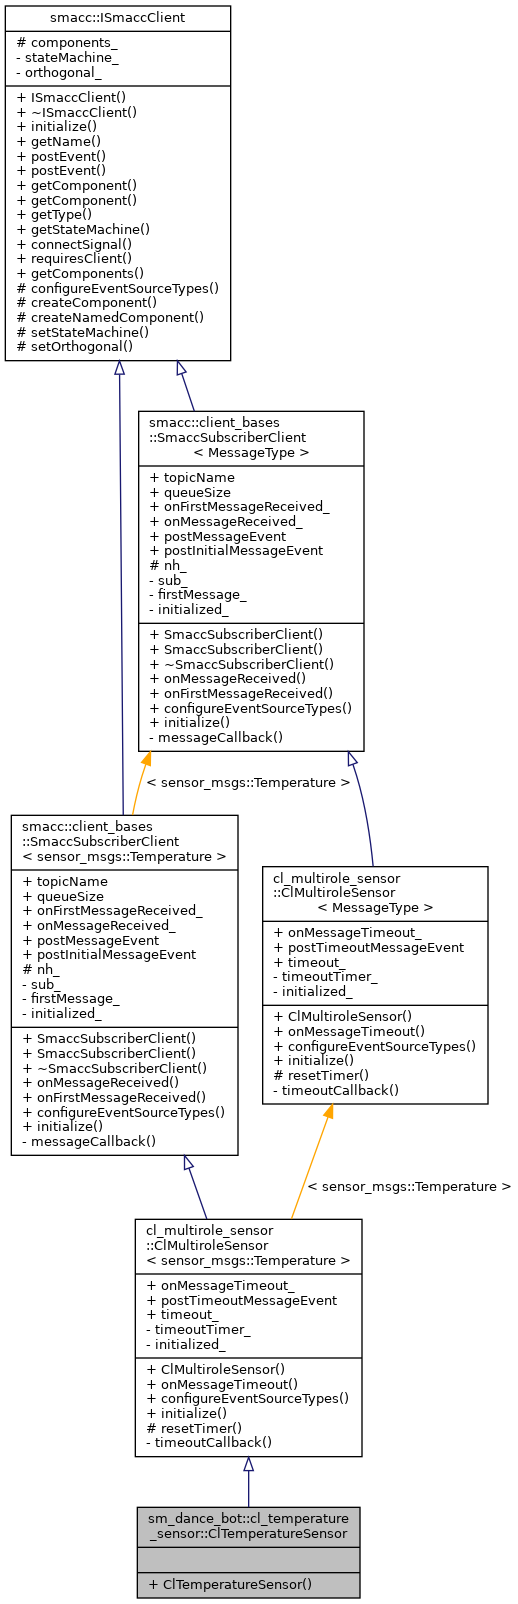 smacc::ISmaccClient
# components_
- stateMachine_
- orthogonal_
+ ISmaccClient()
+ ~ISmaccClient()
+ initialize()
+ getName()
+ postEvent()
+ postEvent()
+ getComponent()
+ getComponent()
+ getType()
+ getStateMachine()
+ connectSignal()
+ requiresClient()
+ getComponents()
# configureEventSourceTypes()
# createComponent()
# createNamedComponent()
# setStateMachine()
# setOrthogonal()
smacc::client_bases
::SmaccSubscriberClient
< MessageType >
+ topicName
+ queueSize
+ onFirstMessageReceived_
+ onMessageReceived_
+ postMessageEvent
+ postInitialMessageEvent
# nh_
- sub_
- firstMessage_
- initialized_
+ SmaccSubscriberClient()
+ SmaccSubscriberClient()
+ ~SmaccSubscriberClient()
+ onMessageReceived()
+ onFirstMessageReceived()
+ configureEventSourceTypes()
+ initialize()
- messageCallback()
< sensor_msgs::Temperature >
smacc::client_bases
::SmaccSubscriberClient
< sensor_msgs::Temperature >
+ topicName
+ queueSize
+ onFirstMessageReceived_
+ onMessageReceived_
+ postMessageEvent
+ postInitialMessageEvent
# nh_
- sub_
- firstMessage_
- initialized_
+ SmaccSubscriberClient()
+ SmaccSubscriberClient()
+ ~SmaccSubscriberClient()
+ onMessageReceived()
+ onFirstMessageReceived()
+ configureEventSourceTypes()
+ initialize()
- messageCallback()
cl_multirole_sensor
::ClMultiroleSensor
< MessageType >
+ onMessageTimeout_
+ postTimeoutMessageEvent
+ timeout_
- timeoutTimer_
- initialized_
+ ClMultiroleSensor()
+ onMessageTimeout()
+ configureEventSourceTypes()
+ initialize()
# resetTimer()
- timeoutCallback()
< sensor_msgs::Temperature >
cl_multirole_sensor
::ClMultiroleSensor
< sensor_msgs::Temperature >
+ onMessageTimeout_
+ postTimeoutMessageEvent
+ timeout_
- timeoutTimer_
- initialized_
+ ClMultiroleSensor()
+ onMessageTimeout()
+ configureEventSourceTypes()
+ initialize()
# resetTimer()
- timeoutCallback()
sm_dance_bot::cl_temperature
_sensor::ClTemperatureSensor
+ ClTemperatureSensor()